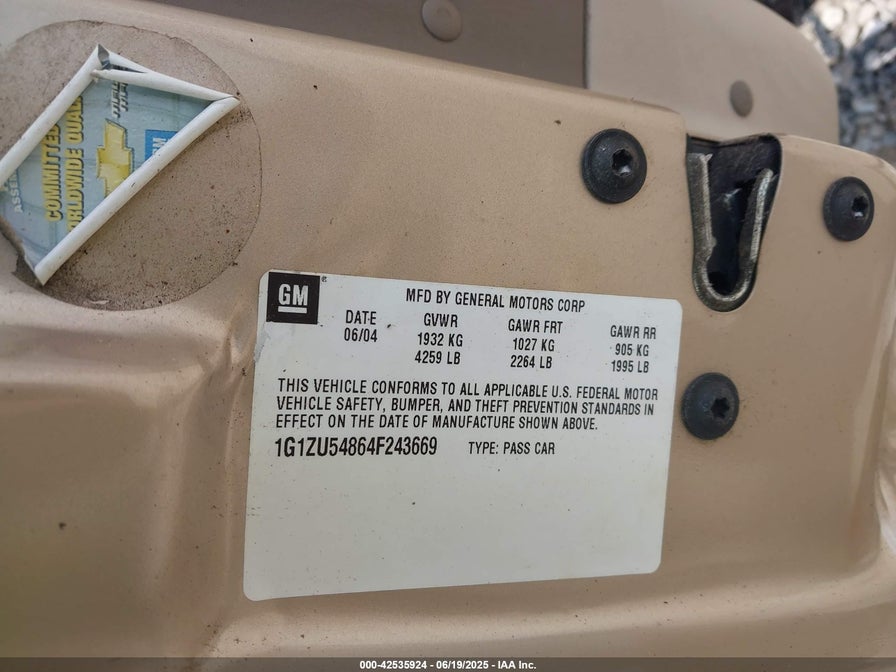 COMMITTED
WORLDWIDE QUAL
GM
GM
®
MFD BY GENERAL MOTORS CORP
DATE GVWR GAWR FRT GAWR RR
06/04 1932 KG 1027 KG 905 KG
4259 LB 2264 LB 1995 LB
THIS VEHICLE CONFORMS TO ALL APPLICABLE U.S. FEDERAL MOTOR
VEHICLE SAFETY, BUMPER, AND THEFT PREVENTION STANDARDS IN
EFFECT ON THE DATE OF MANUFACTURE SHOWN ABOVE.
1G1ZU54864F243669 TYPE: PASS CAR
000-42535924 - 06/19/2025 - IAA Inc.